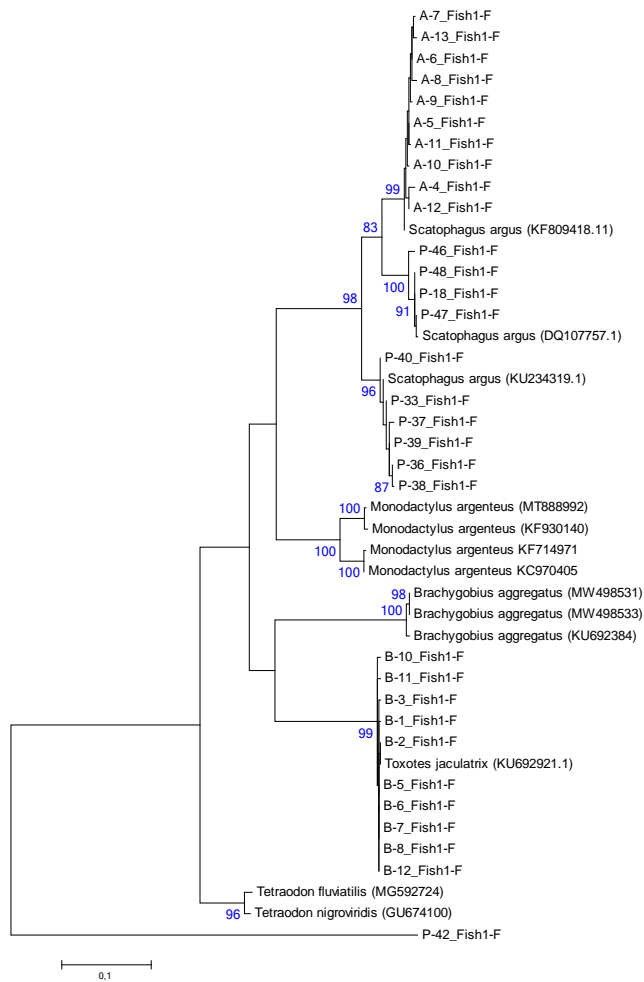 A-7_Fish1-F
A-13_Fish1-F
A-6_Fish1-F
A-8_Fish1-F
A-9_Fish1-F
A-5_Fish1-F
A-11_Fish1-F
A-10_Fish1-F
99
A-4_Fish1-F
A-12_Fish1-F
83
Scatophagus argus (KF809418.11)
P-46_Fish1-F
P-48_Fish1-F
100
P-18_Fish1-F
98
91
P-47_Fish1-F
Scatophagus argus (DQ107757.1)
P-40_Fish1-F
Scatophagus argus (KU234319.1)
96
P-33_Fish1-F
P-37_Fish1-F
P-39_Fish1-F
P-36_Fish1-F
87
P-38_Fish1-F
100
Monodactylus argenteus (MT888992)
Monodactylus argenteus (KF930140)
100
Monodactylus argenteus KF714971
100
Monodactylus argenteus KC970405
98
Brachygobius aggregatus (MW498531)
100
Brachygobius aggregatus (MW498533)
Brachygobius aggregatus (KU692384)
B-10_Fish1-F
B-11_Fish1-F
B-3_Fish1-F
B-1_Fish1-F
99
B-2_Fish1-F
Toxotes jaculatrix (KU692921.1)
B-5_Fish1-F
B-6_Fish1-F
B-7_Fish1-F
B-8_Fish1-F
B-12_Fish1-F
Tetraodon fluviatilis (MG592724)
96
Tetraodon nigroviridis (GU674100)
P-42_Fish1-F
0,1